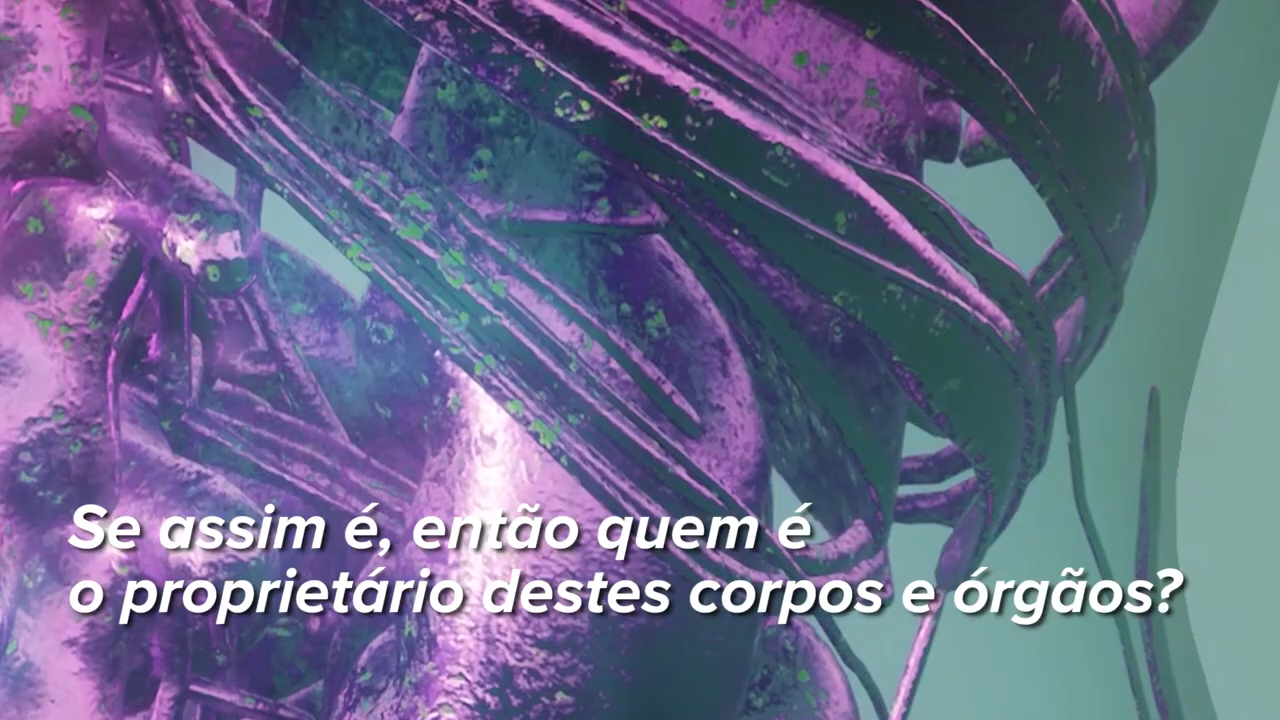 Se assim é, então quem é
o proprietário destes corpos e órgãos?